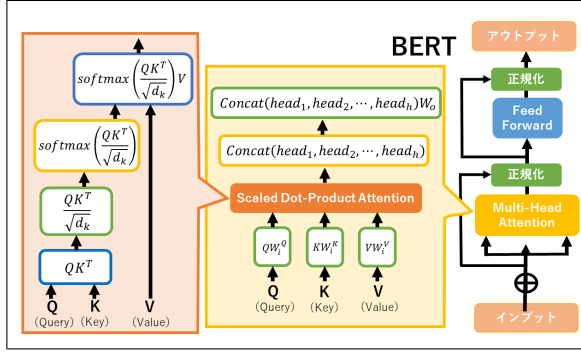 BERT
softmax(QK^T/√d_k)V
softmax(QK^T/√d_k)
QK^T/√d_k
QK^T
Q
(Query)
K
(Key)
V
(Value)
Concat(head_1,head_2,⋯,head_h)W_o
Concat(head_1,head_2,⋯,head_h)
Scaled Dot-Product Attention
QW_i^Q
KW_i^K
VW_i^V
Q
(Query)
K
(Key)
V
(Value)
アウトプット
正規化
Feed
Forward
正規化
Multi-Head
Attention
インプット